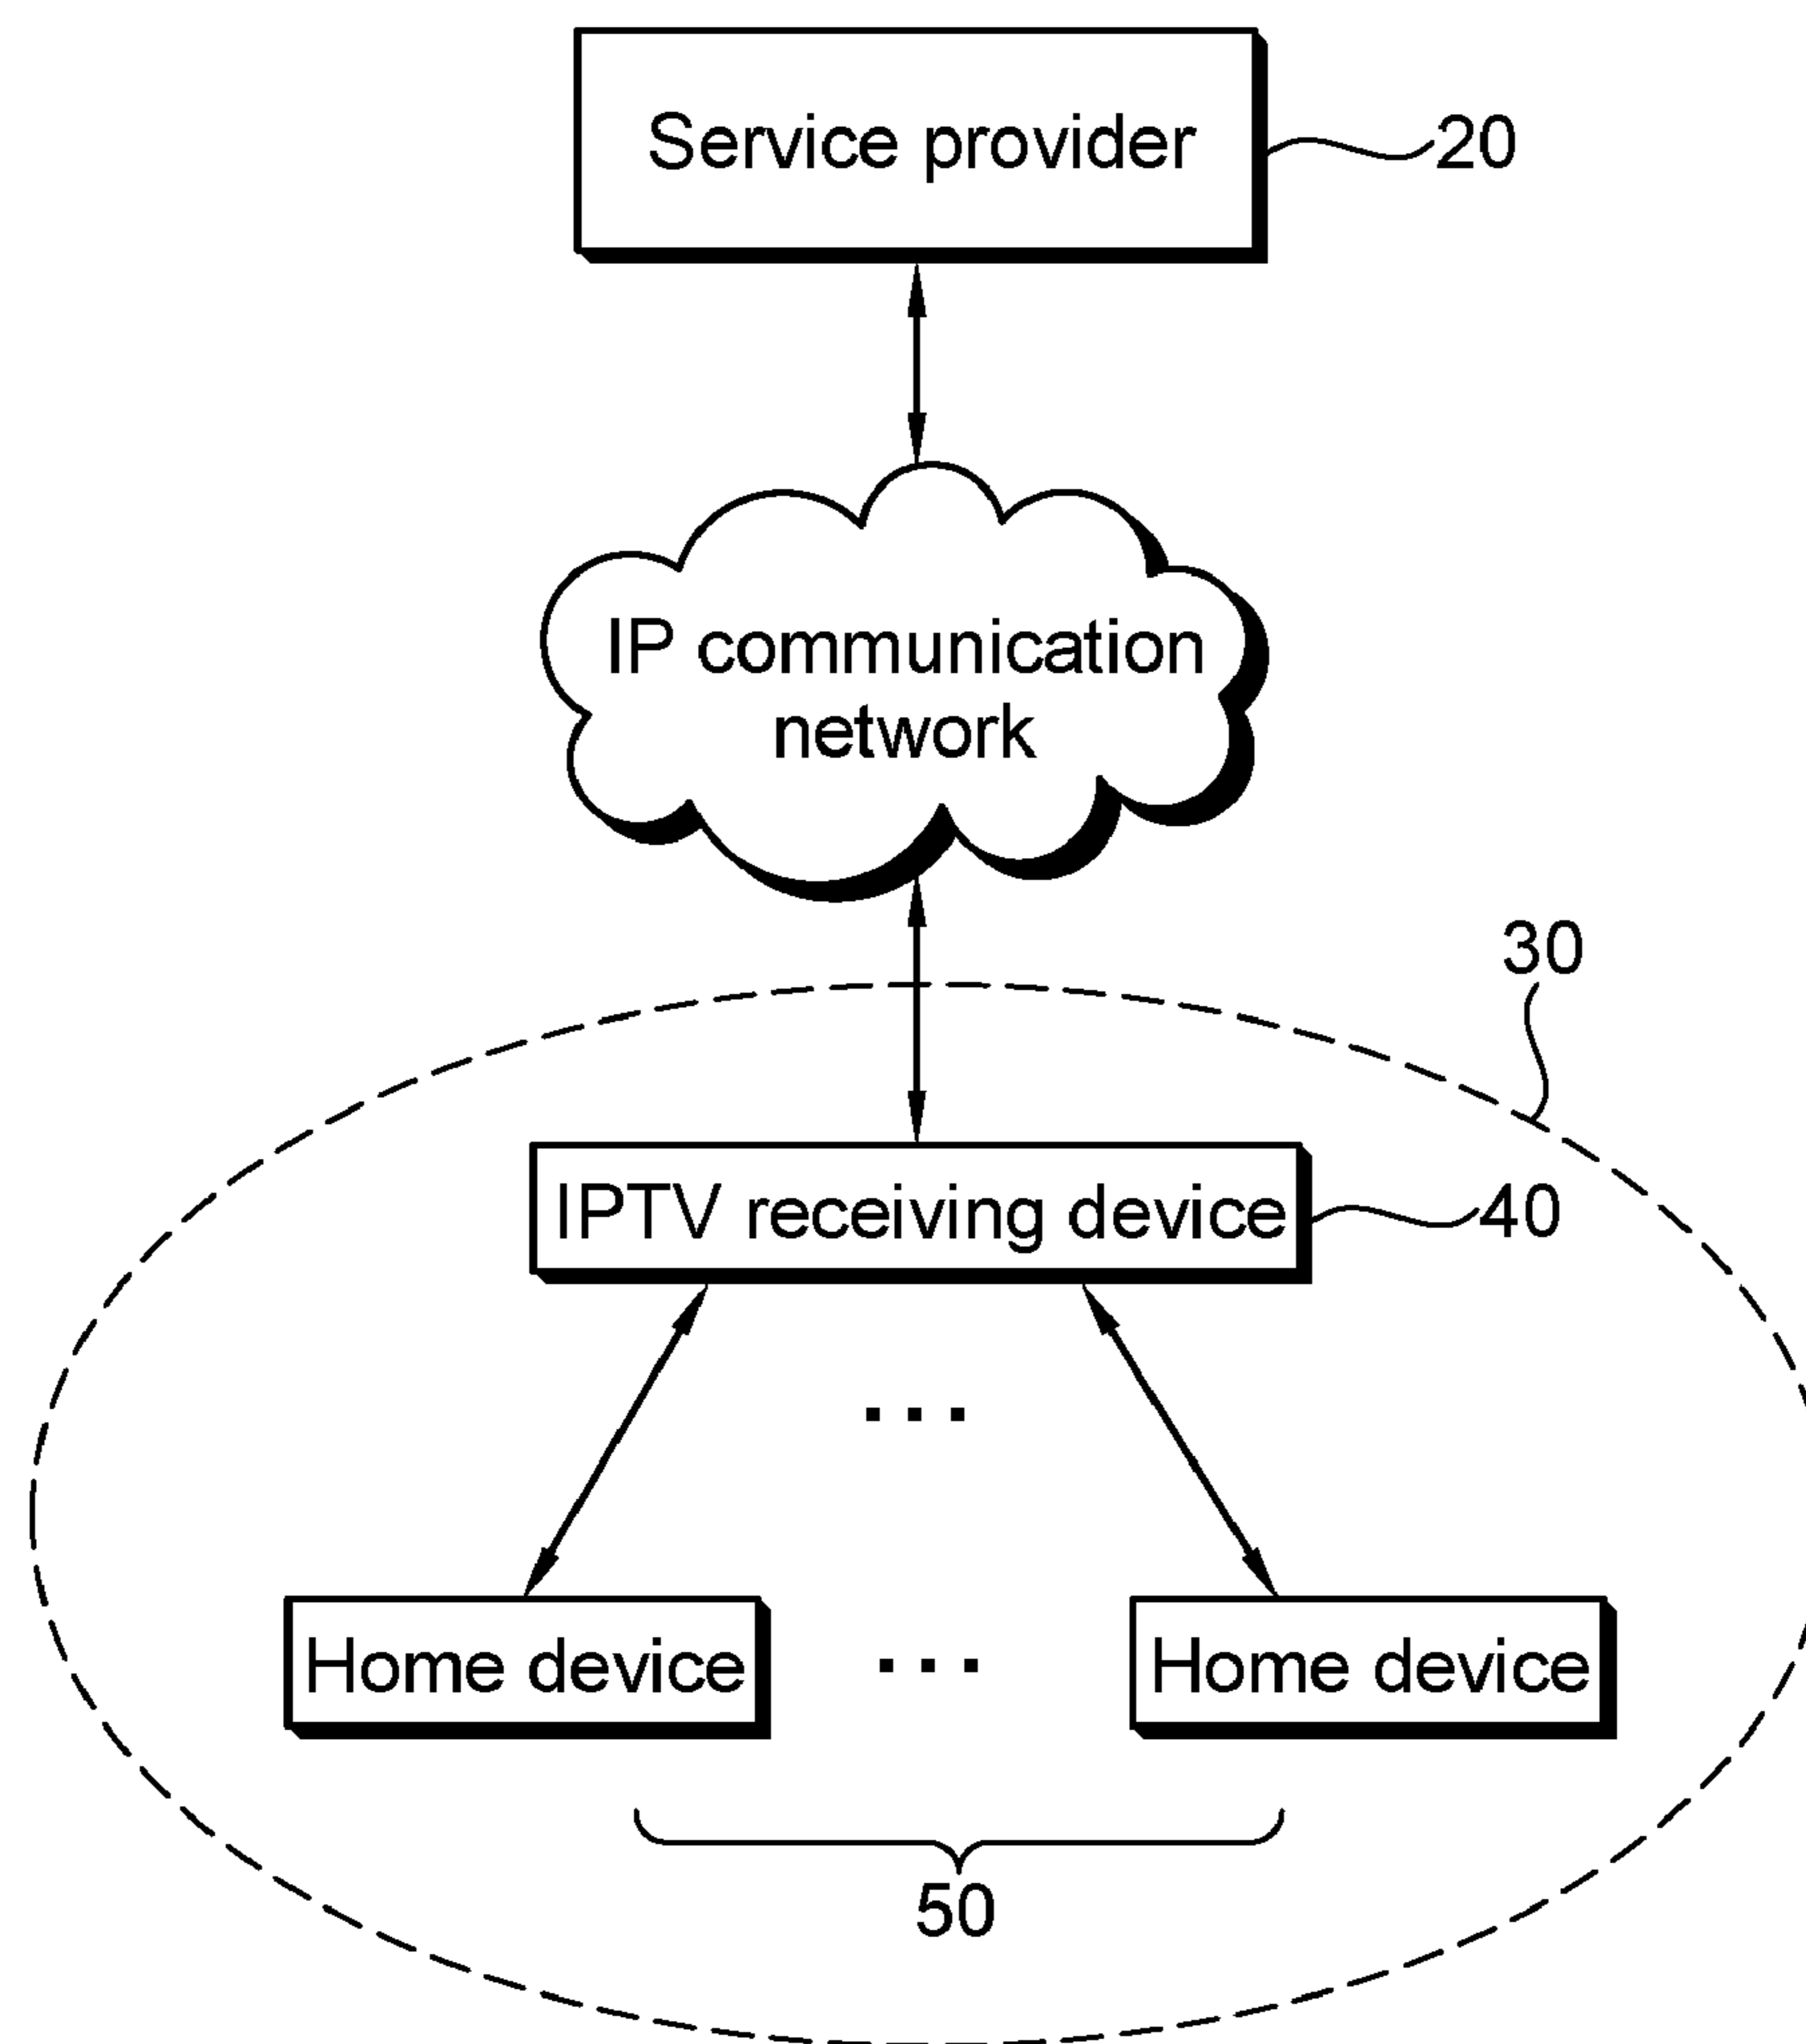 Service provider
20
IP communication
network
30
IPTV receiving device
40
...
Home device ... Home device
50